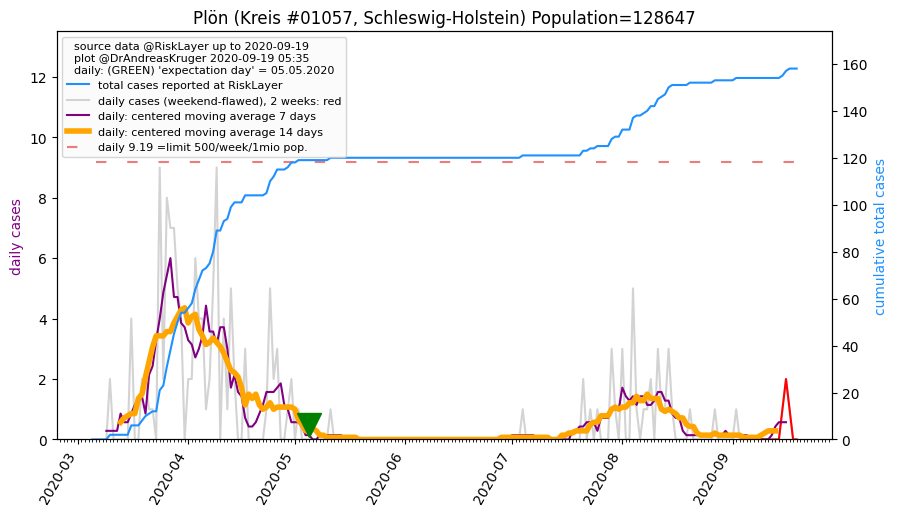 Plön (Kreis #01057, Schleswig-Holstein) Population=128647
source data @RiskLayer up to 2020-09-19
plot @DrAndreasKruger 2020-09-19 05:35
daily: (GREEN) 'expectation day' = 05.05.2020
total cases reported at RiskLayer
daily cases (weekend-flawed), 2 weeks: red
daily: centered moving average 7 days
daily: centered moving average 14 days
daily 9.19 =limit 500/week/1mio pop.
daily cases
12
10
8
6
4
2
0
cumulative total cases
160
140
120
100
80
60
40
20
0
2020-03
2020-04
2020-05
2020-06
2020-07
2020-08
2020-09